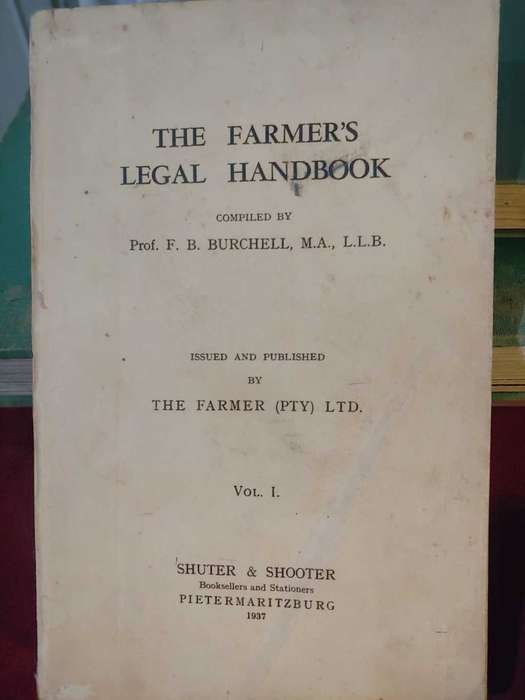 THE FARMER'S
LEGAL HANDBOOK
COMPILED BY
Prof. F. B. BURCHELL, M.A., L.L.B.
ISSUED AND PUBLISHED
BY
THE FARMER (PTY) LTD.
VOL. I.
SHUTER & SHOOTER
Booksellers and Stationers
PIETERMARITZBURG
1937